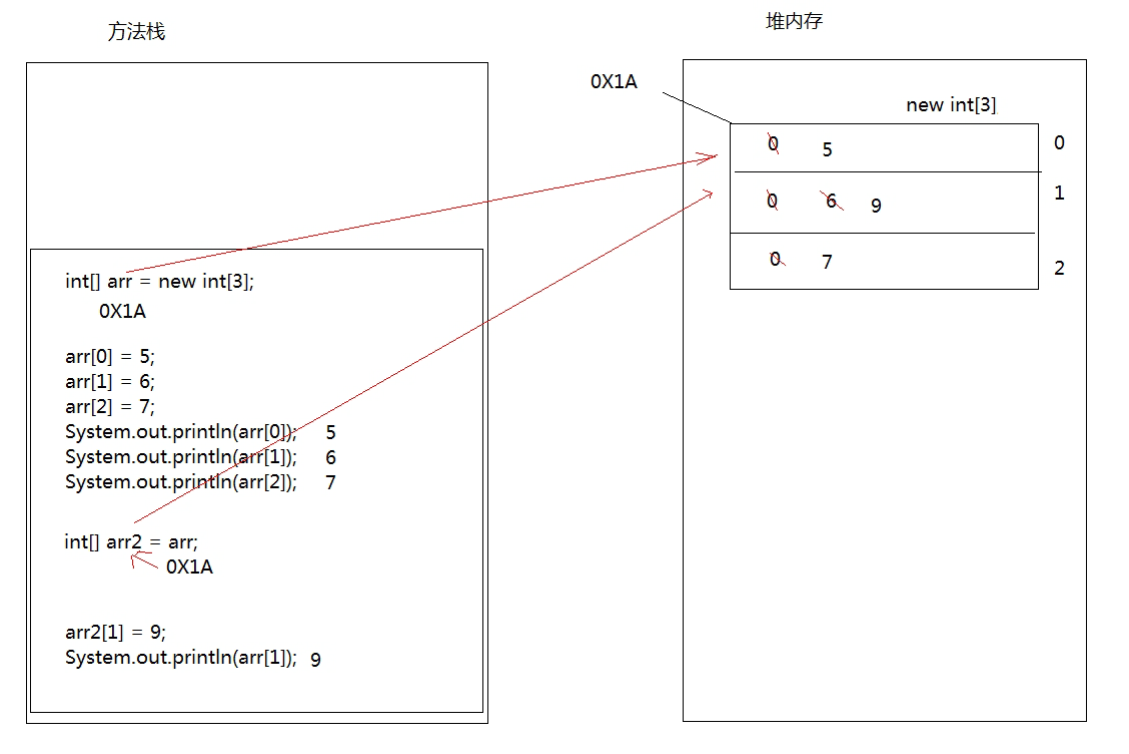 方法栈
int[] arr = new int[3];
0X1A
arr[0] = 5;
arr[1] = 6;
arr[2] = 7;
System.out.println(arr[0]); 5
System.out.println(arr[1]); 6
System.out.println(arr[2]); 7
int[] arr2 = arr;
0X1A
arr2[1] = 9;
System.out.println(arr[1]); 9
堆内存
0X1A
new int[3]
0 5 0
0 6 9 1
0 7 2